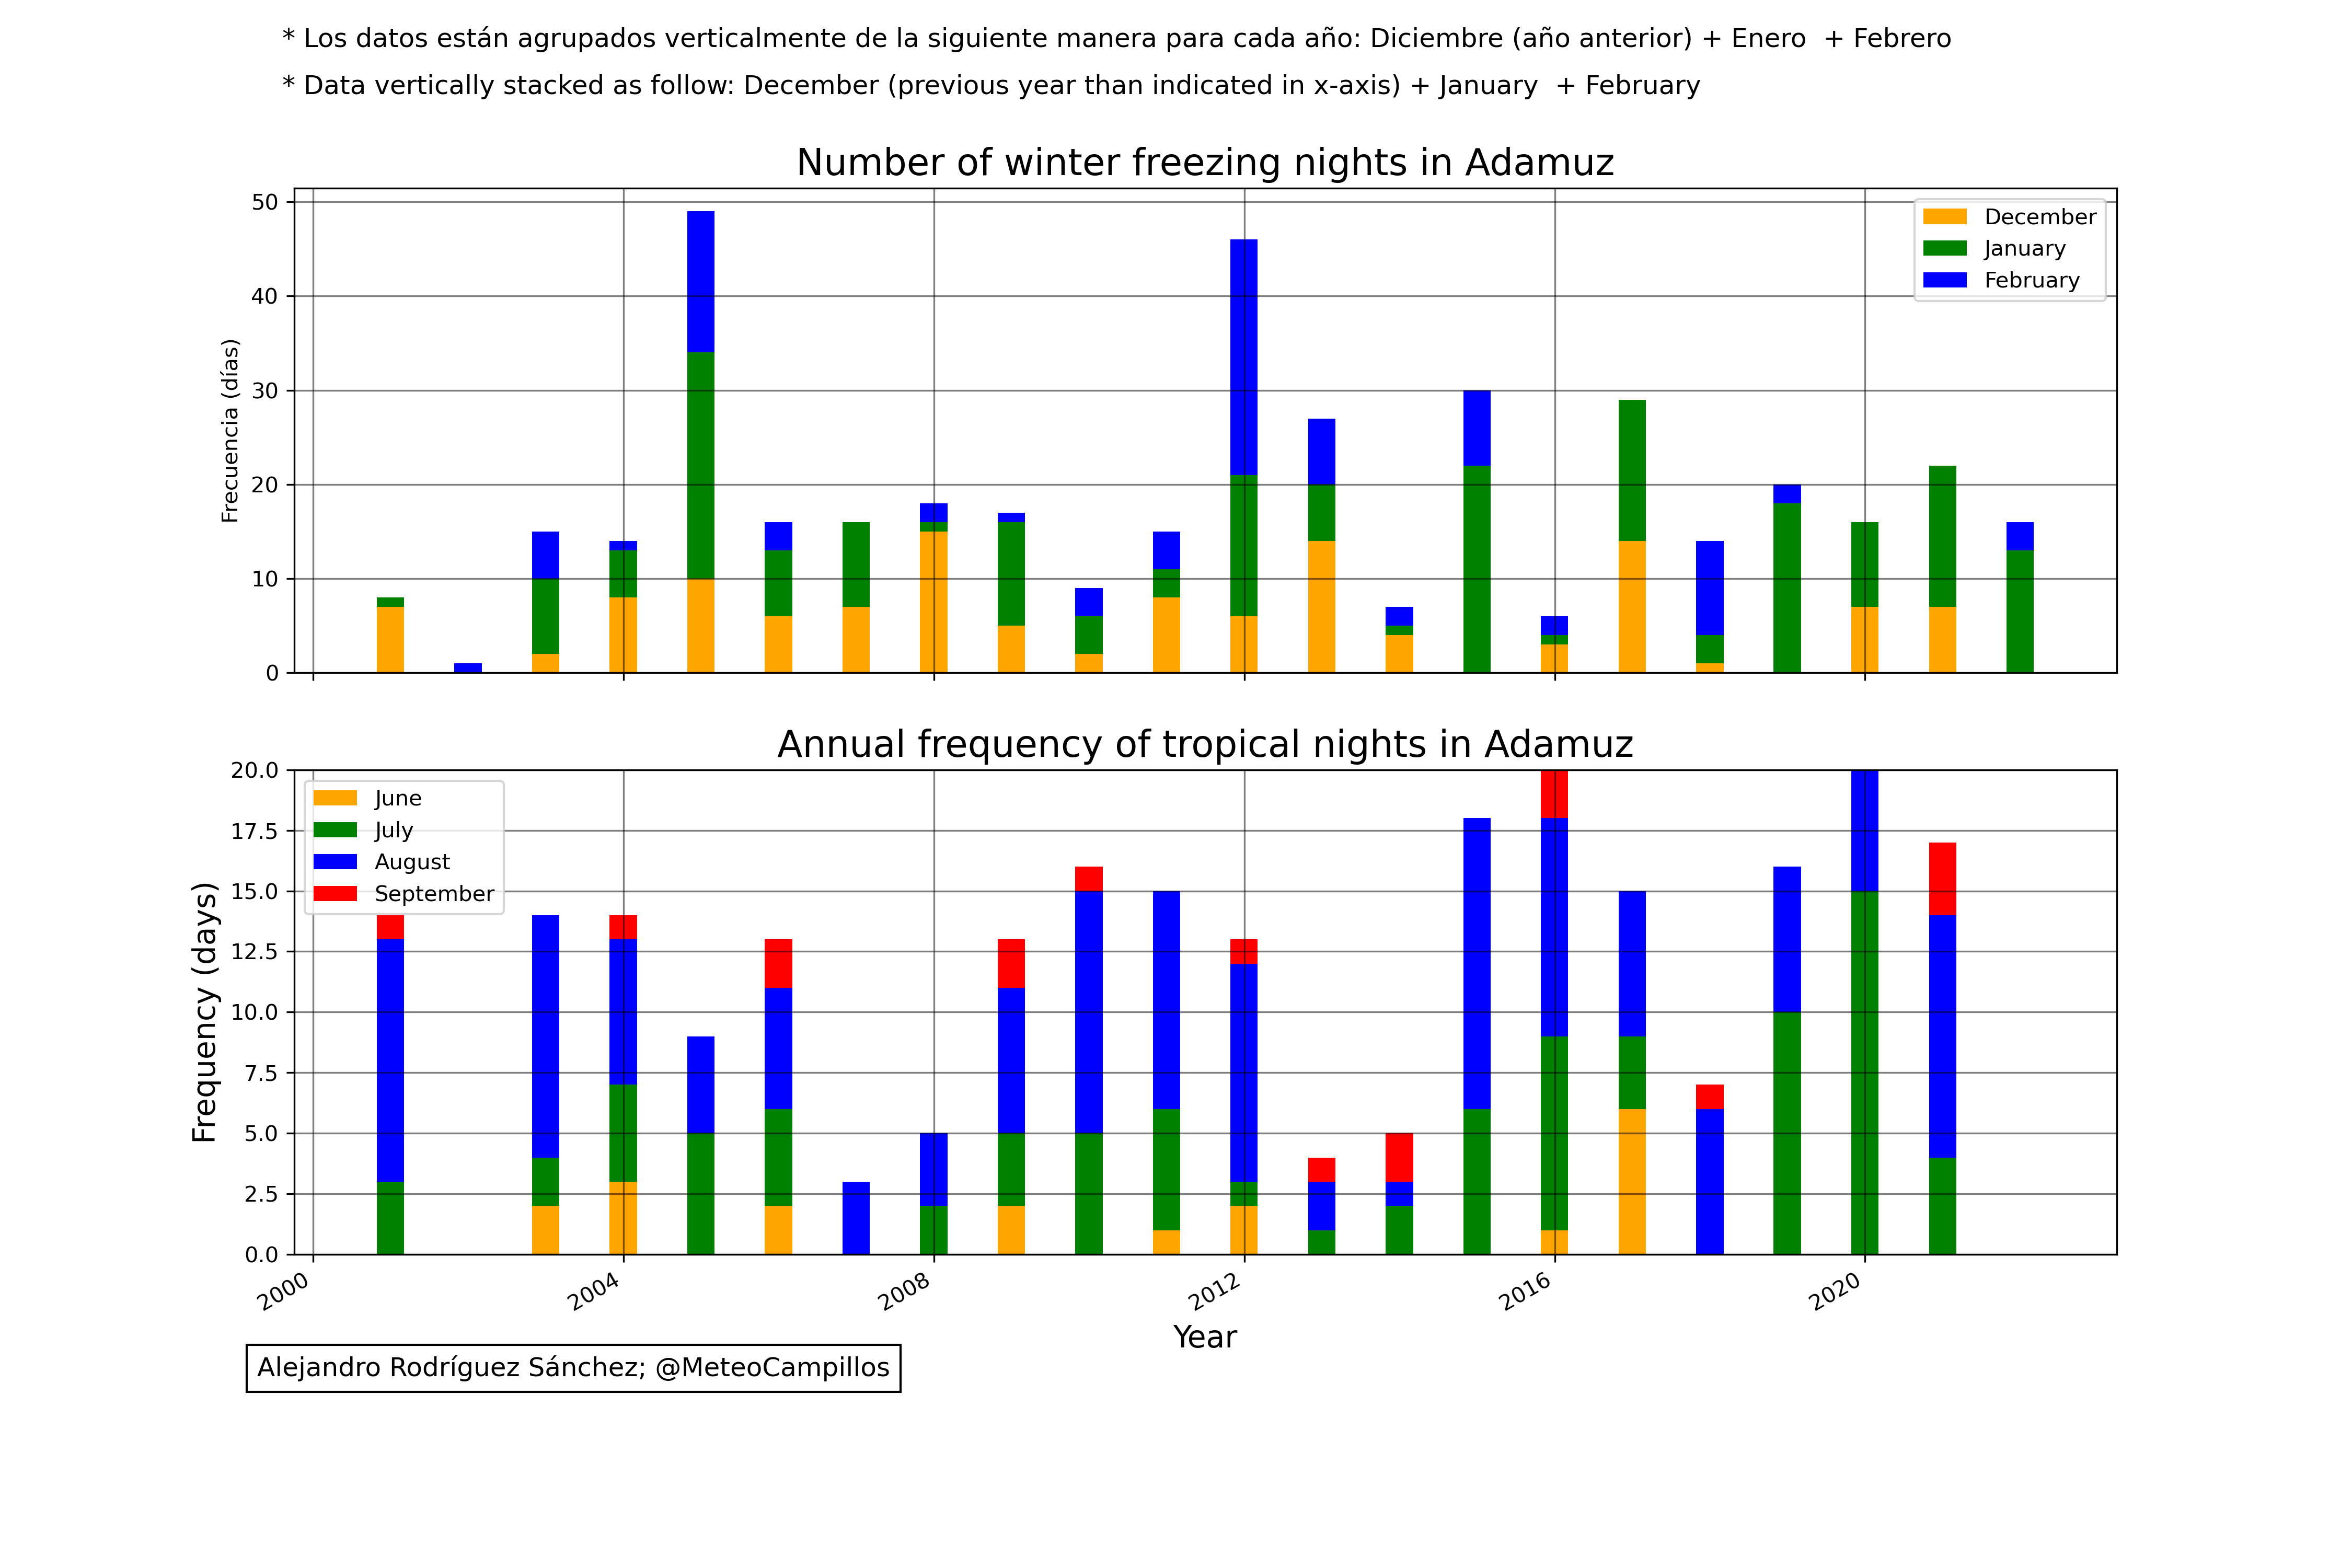 * Los datos están agrupados verticalmente de la siguiente manera para cada año: Diciembre (año anterior) + Enero  + Febrero
* Data vertically stacked as follow: December (previous year than indicated in x-axis) + January  + February
Number of winter freezing nights in Adamuz
50
40
30
20
10
0
Frecuencia (días)
December
January
February
Annual frequency of tropical nights in Adamuz
20.0
17.5
15.0
12.5
10.0
7.5
5.0
2.5
0.0
Frequency (days)
June
July
August
September
2000
2004
2008
2012
2016
2020
Year
Alejandro Rodríguez Sánchez; @MeteoCampillos